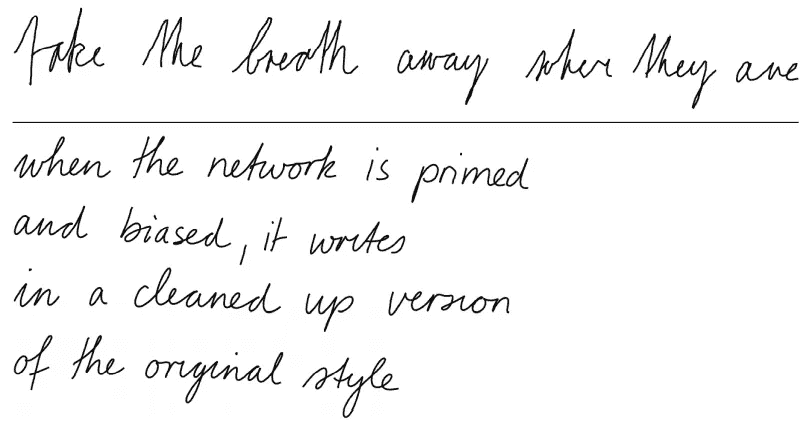 take the breath away when they are
when the network is primed
and biased, it writes
in a cleaned up version
of the original style